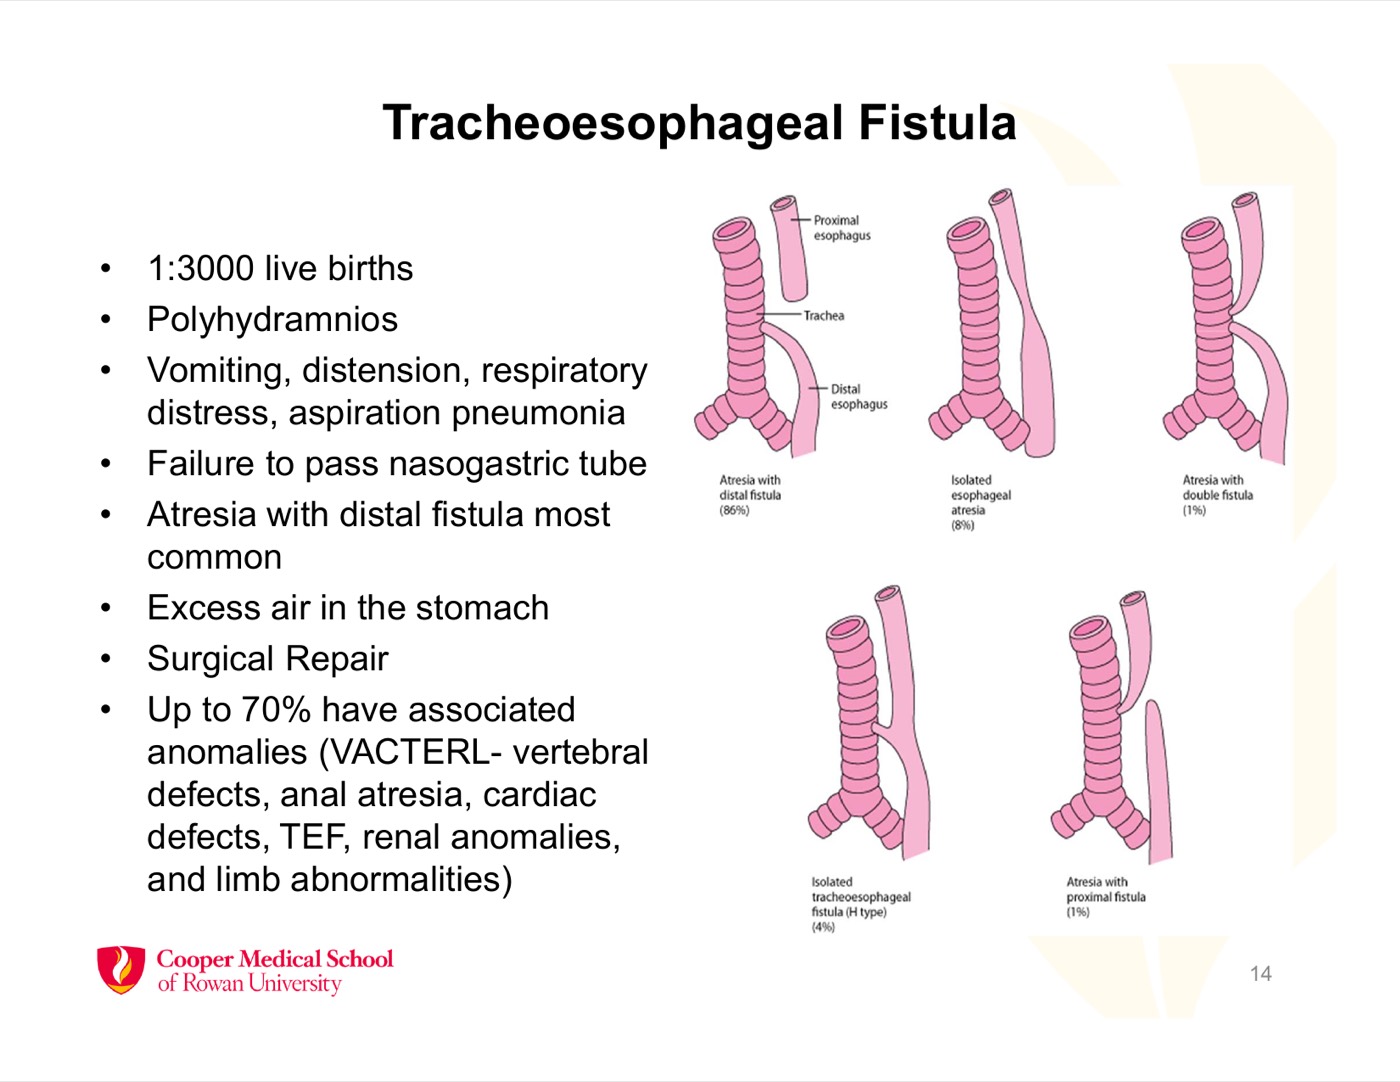 Tracheoesophageal Fistula
• 1:3000 live births
• Polyhydramnios
• Vomiting, distension, respiratory
distress, aspiration pneumonia
• Failure to pass nasogastric tube
• Atresia with distal fistula most
common
• Excess air in the stomach
• Surgical Repair
• Up to 70% have associated
anomalies (VACTERL- vertebral
defects, anal atresia, cardiac
defects, TEF, renal anomalies,
and limb abnormalities)
Proximal
esophagus
Trachea
Distal
esophagus
Atresia with
distal fistula
(86%)
Isolated
esophageal
atresia
(8%)
Atresia with
double fistula
(1%)
Isolated
tracheoesophageal
fistula (H type)
(4%)
Atresia with
proximal fistula
(1%)
Cooper Medical School
of Rowan University
14